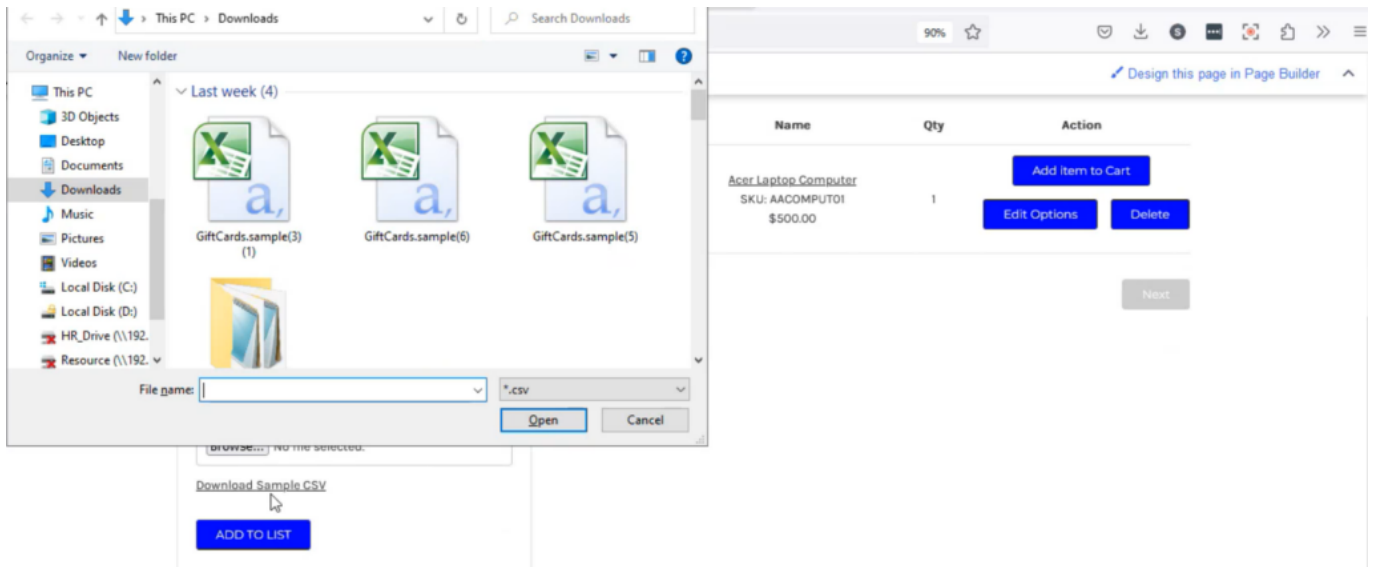 This PC > Downloads
Search Downloads
Organize
New folder
This PC
3D Objects
Desktop
Documents
Downloads
Music
Pictures
Videos
Local Disk (C:)
Local Disk (D:)
HR_Drive (\\192.
Resource (\\192.
Last week (4)
GiftCards.sample(3)
(1)
GiftCards.sample(6)
GiftCards.sample(5)
File name:
*.csv
Open
Cancel
Browse... No file selected.
Download Sample CSV
ADD TO LIST
90%
S
Design this page in Page Builder
Name
Qty
Action
Acer Laptop Computer
SKU: AACOMPUT01
$500.00
1
Add Item to Cart
Edit Options
Delete
Next